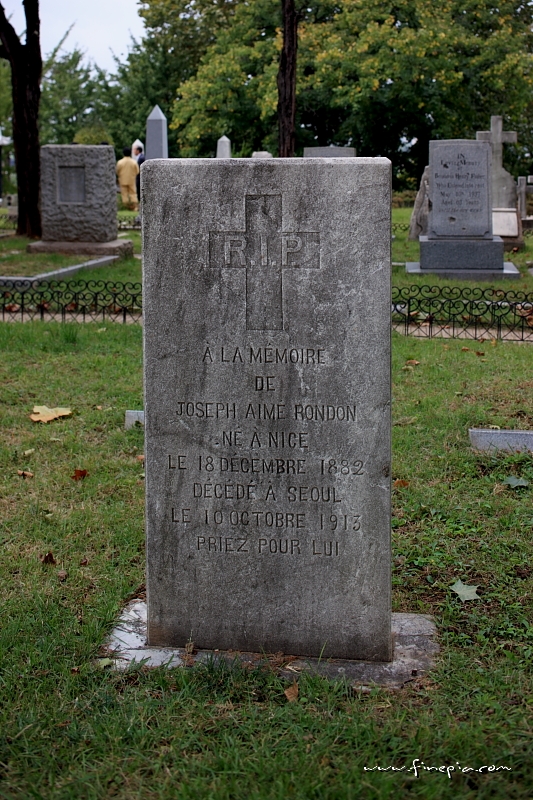 R.I.P
À LA MÉMOIRE
DE
JOSEPH AIMÉ RONDON
NÉ À NICE
LE 18 DÉCEMBRE 1882
DÉCÉDÉ À SEOUL
LE 10 OCTOBRE 1913
PRIEZ POUR LUI
www.finepia.com